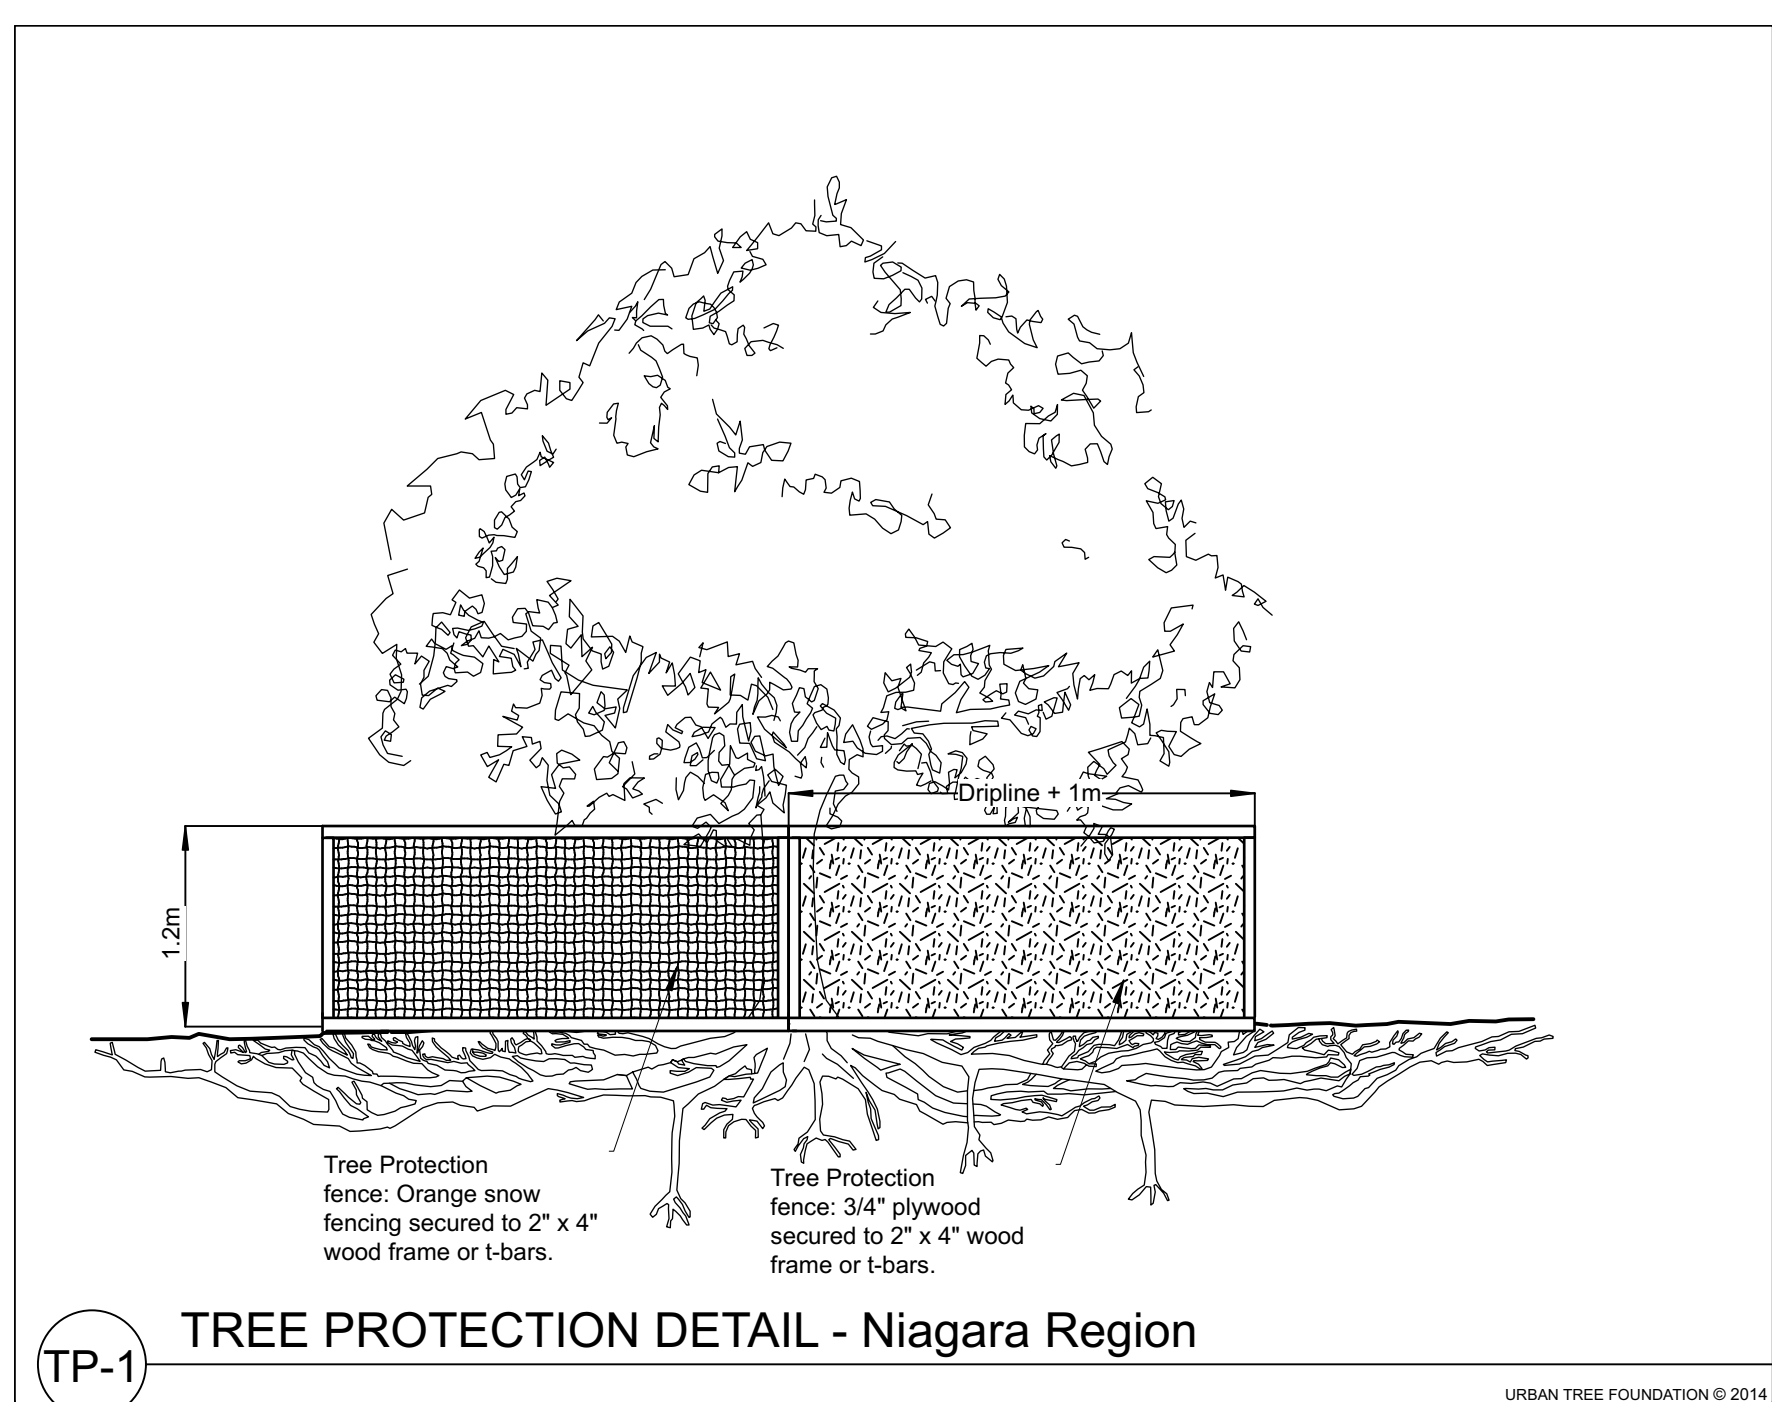 Dripline + 1m
1.2m
Tree Protection
fence: Orange snow
fencing secured to 2" x 4"
wood frame or t-bars.
Tree Protection
fence: 3/4" plywood
secured to 2" x 4" wood
frame or t-bars.
TREE PROTECTION DETAIL - Niagara Region
TP-1
URBAN TREE FOUNDATION © 2014